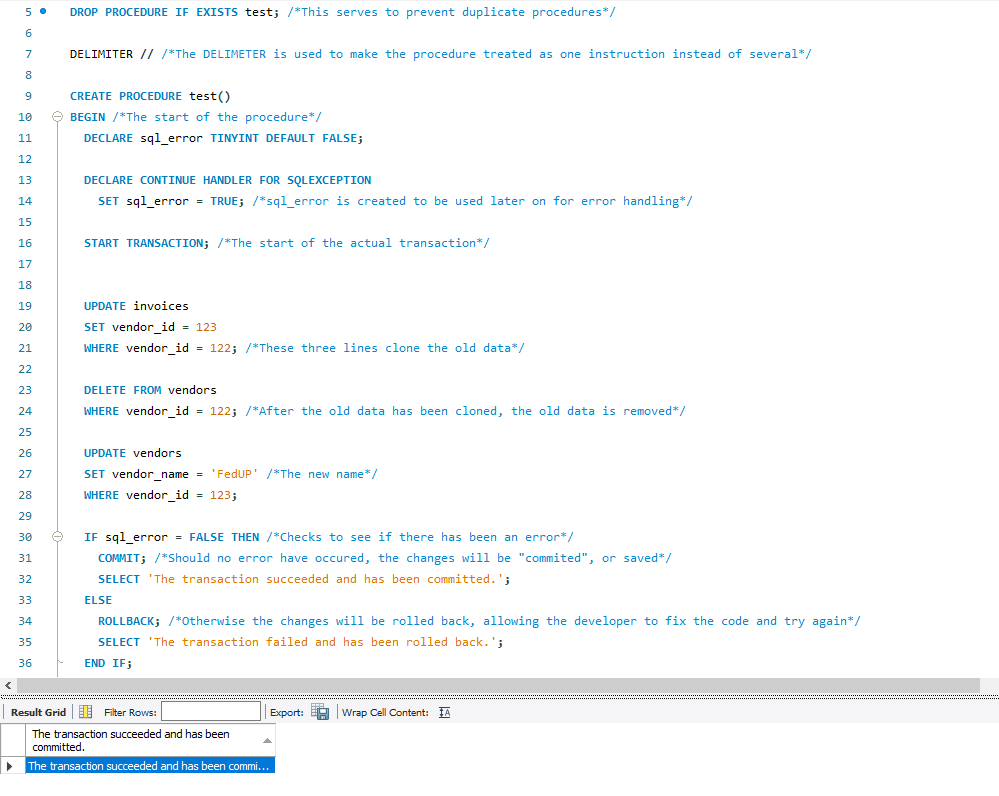 5 DROP PROCEDURE IF EXISTS test; /*This serves to prevent duplicate procedures*/
6
7 DELIMITER // /*The DELIMETER is used to make the procedure treated as one instruction instead of several*/
8
9 CREATE PROCEDURE test()
10 BEGIN /*The start of the procedure*/
11 DECLARE sql_error TINYINT DEFAULT FALSE;
12
13 DECLARE CONTINUE HANDLER FOR SQLEXCEPTION
14 SET sql_error = TRUE; /*sql_error is created to be used later on for error handling*/
15
16 START TRANSACTION; /*The start of the actual transaction*/
17
18
19 UPDATE invoices
20 SET vendor_id = 123
21 WHERE vendor_id = 122; /*These three lines clone the old data*/
22
23 DELETE FROM vendors
24 WHERE vendor_id = 122; /*After the old data has been cloned, the old data is removed*/
25
26 UPDATE vendors
27 SET vendor_name = 'FedUP' /*The new name*/
28 WHERE vendor_id = 123;
29
30 IF sql_error = FALSE THEN /*Checks to see if there has been an error*/
31 COMMIT; /*Should no error have occured, the changes will be "commited", or saved*/
32 SELECT 'The transaction succeeded and has been committed.';
33 ELSE
34 ROLLBACK; /*Otherwise the changes will be rolled back, allowing the developer to fix the code and try again*/
35 SELECT 'The transaction failed and has been rolled back.';
36 END IF;
Result Grid Filter Rows: Export: Wrap Cell Content: IA
The transaction succeeded and has been
committed.
The transaction succeeded and has been commi...